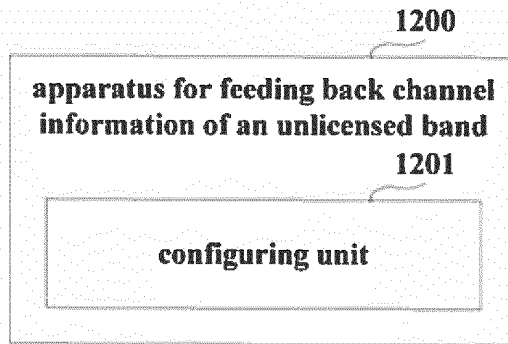 1200
apparatus for feeding back channel
information of an unlicensed band
1201
configuring unit